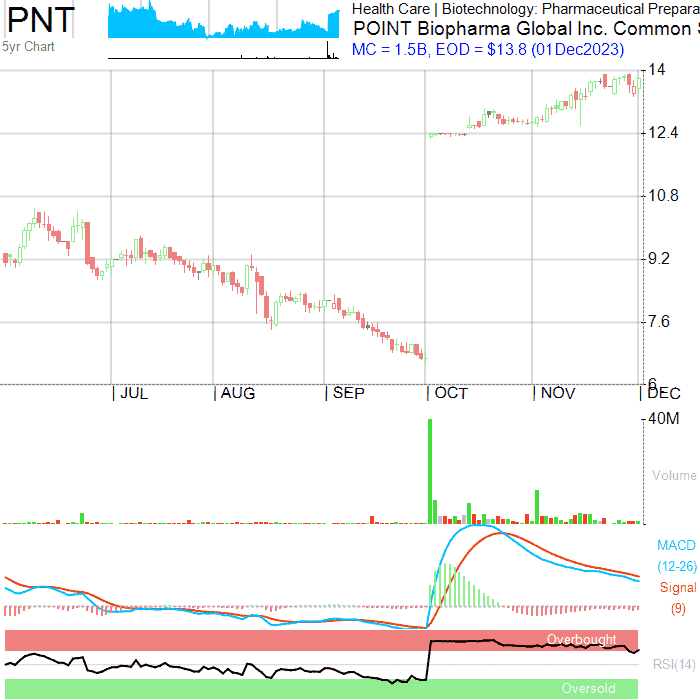 PNT
5yr Chart
Health Care | Biotechnology: Pharmaceutical Prepara
POINT Biopharma Global Inc. Common S
MC = 1.5B, EOD = $13.8 (01Dec2023)
14
12.4
10.8
9.2
7.6
6
JUL
AUG
SEP
OCT
NOV
DEC
40M
Volume
MACD
(12-26)
Signal
(9)
Overbought
RSI(14)
Oversold